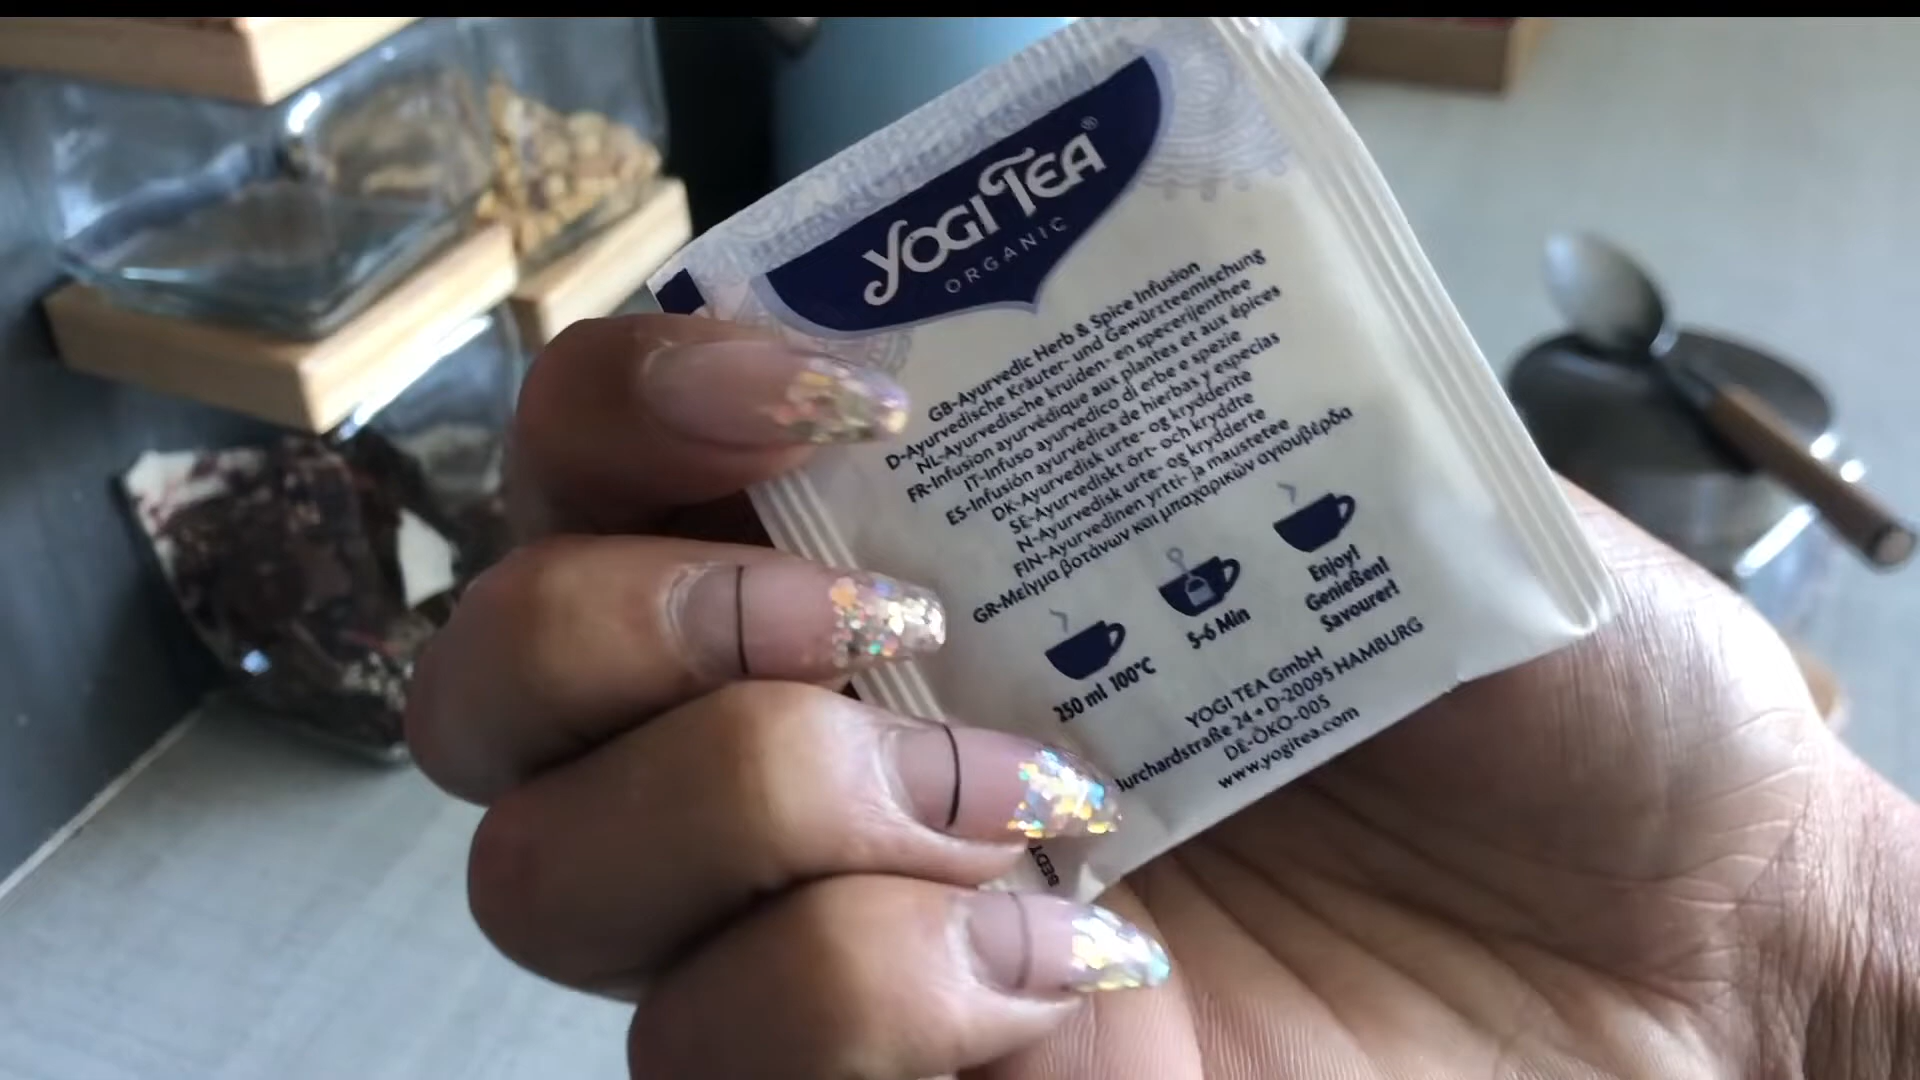 YOGI TEA®
ORGANIC
GB-Ayurvedic Herb & Spice Infusion
D-Ayurvedische Kräuter- und Gewürzteemischung
NL-Ayurvedische kruiden- en specerijenthee
FR-Infusion ayurvédique aux plantes et aux épices
IT-Infuso ayurvedico di erbe e spezie
ES-Infusión ayurvédica de hierbas y especias
DK-Ayurvedisk urte- og krydderite
SE-Ayurvediskt ört- och kryddte
N-Ayurvedisk urte- og krydderte
FIN-Ayurvedinen yrtti- ja maustetee
GR-Μείγμα βοτάνων και μπαχαρικών αγιουβέρδα
250 ml 100°C
5-6 Min
Enjoy!
Genießen!
Savourer!
YOGI TEA GmbH
Burchardstraße 24 • D-20095 HAMBURG
DE-ÖKO-005
www.yogitea.com